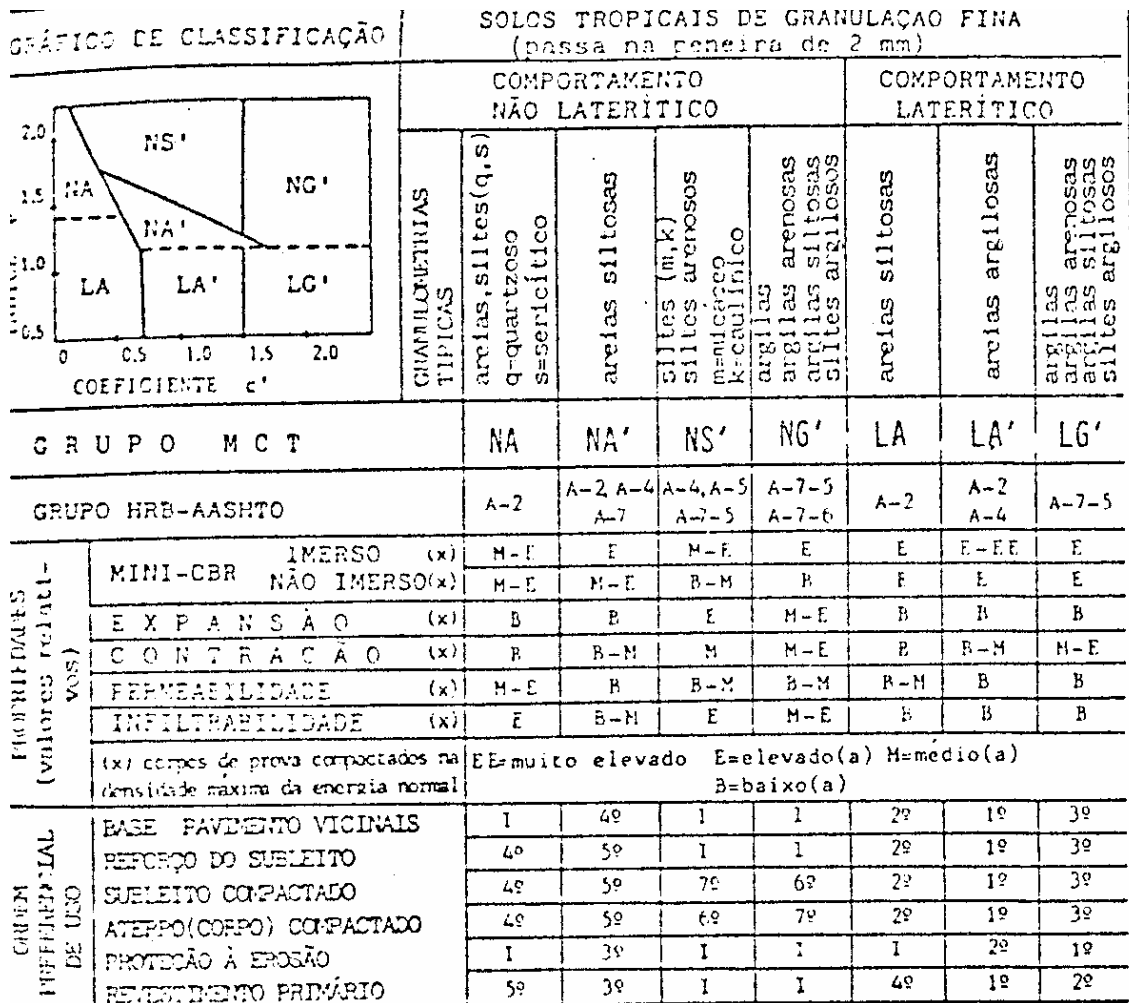 GRÁFICO DE CLASSIFICAÇÃO
SOLOS TROPICAIS DE GRANULAÇAO FINA
(passa na peneira de 2 mm)
COMPORTAMENTO
NÃO LATERÍTICO
COMPORTAMENTO
LATERÍTICO
2.0
1.5
1.0
0.5
NS'
NA
NG'
NA'
LA
LA'
LG'
0 0.5 1.0 1.5 2.0
COEFICIENTE c'
GRANULOMETRIAS
TIPICAS
areias, siltes(q,s)
q=quartzoso
s=sericítico
areias siltosas
siltes (m,k)
siltes arenosos
m=micáceo
k=caulínico
argilas
argilas arenosas
argilas siltosas
siltes argilosos
areias siltosas
areias argilosas
argilas
argilas arenosas
argilas siltosas
siltes argilosos
GRUPO MCT NA NA' NS' NG' LA LA' LG'
GRUPO HRB-AASHTO A-2 A-2, A-4 A-7 A-4, A-5 A-7-5 A-7-5 A-7-6 A-2 A-2 A-4 A-7-5
PROPRIEDADES
(valores relati-
vos)
MINI-CBR
IMERSO (x) M-E E M-E E E E-EE E
NÃO IMERSO(x) M-E M-E B-M B E E E
EXPANSÃO (x) B B E M-E B B B
CONTRAÇÃO (x) B B-M M M-E B B-M M-E
PERMEABILIDADE (x) M-E B B-M B-M B-M B B
INFILTRABILIDADE (x) E B-M E M-E B B B
(x) corpos de prova compactados na
densidade máxima da energia normal
EE=muito elevado E=elevado(a) M=médio(a)
B=baixo(a)
ORDEM
PREFERENCIAL
DE USO
BASE PAVIMENTO VICINAIS I 4º I I 2º 1º 3º
REFORÇO DO SUBLEITO 4º 5º I I 2º 1º 3º
SUBLEITO COMPACTADO 4º 5º 7º 6º 2º 1º 3º
ATERRO(CORPO) COMPACTADO 4º 5º 6º 7º 2º 1º 3º
PROTEÇÃO À EROSÃO I 3º I I I 2º 1º
REVESTIMENTO PRIMÁRIO 5º 3º I I 4º 1º 2º